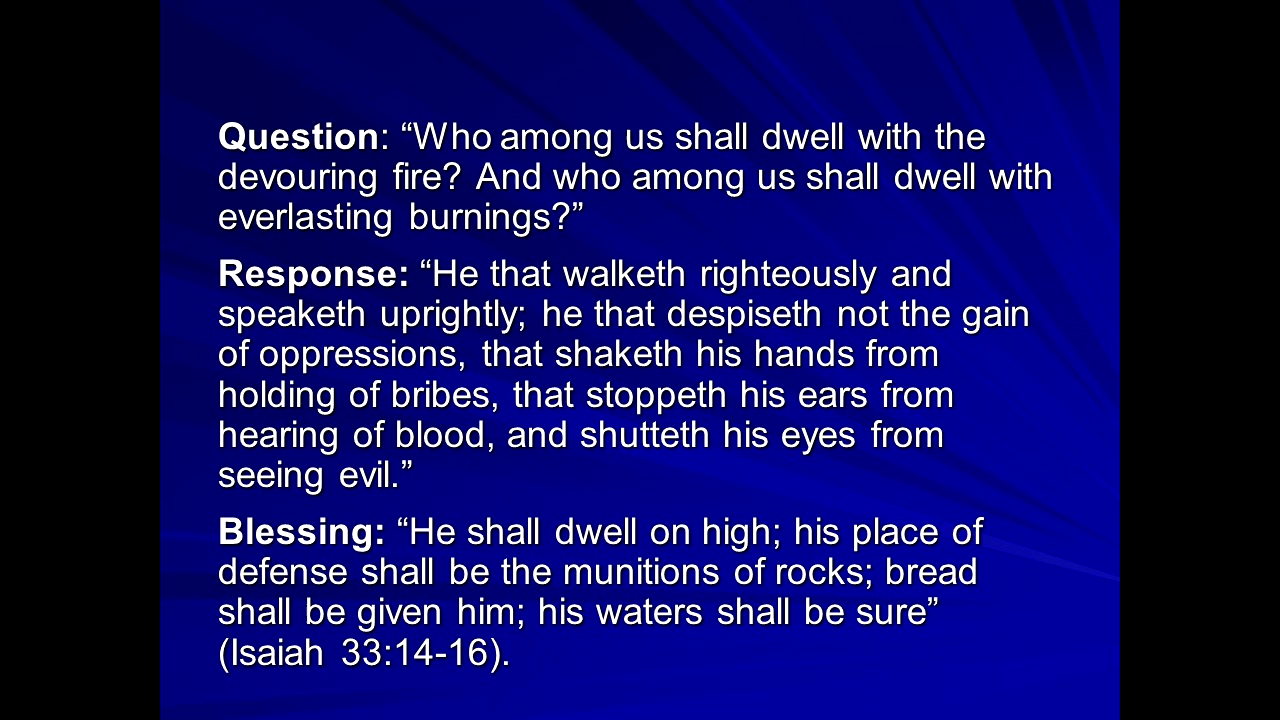 Question: “Who among us shall dwell with the
devouring fire? And who among us shall dwell with
everlasting burnings?”
Response: “He that walketh righteously and
speaketh uprightly; he that despiseth not the gain
of oppressions, that shaketh his hands from
holding of bribes, that stoppeth his ears from
hearing of blood, and shutteth his eyes from
seeing evil.”
Blessing: “He shall dwell on high; his place of
defense shall be the munitions of rocks; bread
shall be given him; his waters shall be sure”
(Isaiah 33:14-16).